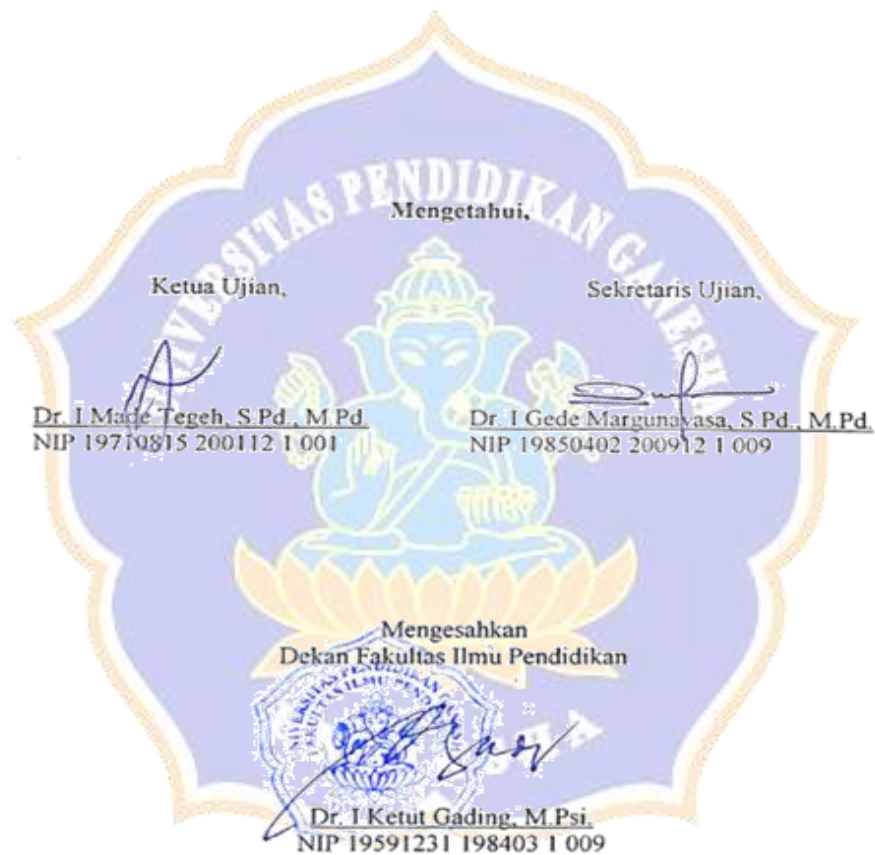 UNIVERSITAS PENDIDIKAN GANESHA
Mengetahui,
Ketua Ujian,
Sekretaris Ujian,
Dr. I Made Tegeh, S.Pd., M.Pd.
NIP 19710815 200112 1 001
Dr. I Gede Margunayasa, S.Pd., M.Pd.
NIP 19850402 200912 1 009
Mengesahkan
Dekan Fakultas Ilmu Pendidikan
FAKULTAS ILMU
Dr. I Ketut Gading, M.Psi.
NIP 19591231 198403 1 009